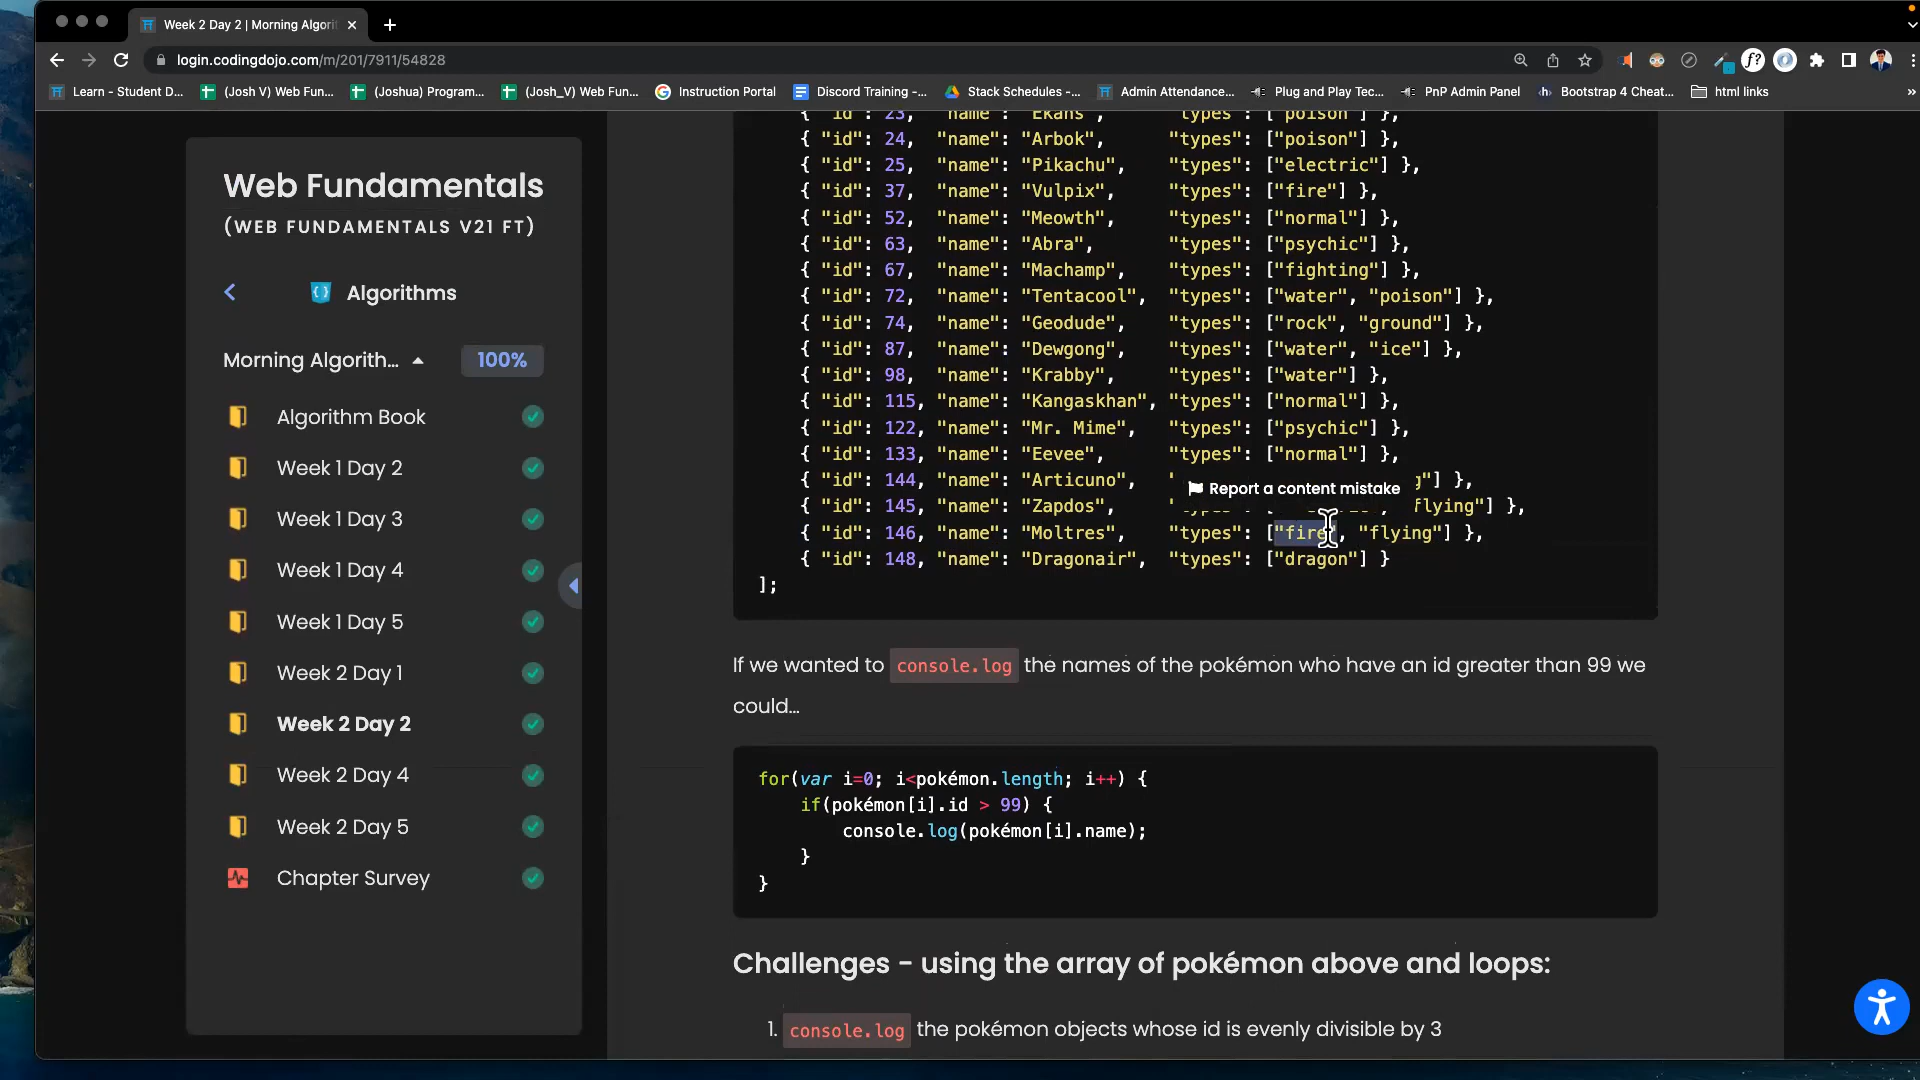 Week 2 Day 2 | Morning Algori
login.codingdojo.com/m/201/7911/54828
Learn - Student D...
(Josh V) Web Fun...
(Joshua) Program...
(Josh_V) Web Fun...
Instruction Portal
Discord Training -...
Stack Schedules -...
Admin Attendance...
Plug and Play Tec...
PnP Admin Panel
Bootstrap 4 Cheat...
html links
»
Web Fundamentals
(WEB FUNDAMENTALS V21 FT)
Algorithms
Morning Algorith... 100%
Algorithm Book
Week 1 Day 2
Week 1 Day 3
Week 1 Day 4
Week 1 Day 5
Week 2 Day 1
Week 2 Day 2
Week 2 Day 4
Week 2 Day 5
Chapter Survey
{ "id": 23, "name": "Ekans", "types": ["poison"] },
{ "id": 24, "name": "Arbok", "types": ["poison"] },
{ "id": 25, "name": "Pikachu", "types": ["electric"] },
{ "id": 37, "name": "Vulpix", "types": ["fire"] },
{ "id": 52, "name": "Meowth", "types": ["normal"] },
{ "id": 63, "name": "Abra", "types": ["psychic"] },
{ "id": 67, "name": "Machamp", "types": ["fighting"] },
{ "id": 72, "name": "Tentacool", "types": ["water", "poison"] },
{ "id": 74, "name": "Geodude", "types": ["rock", "ground"] },
{ "id": 87, "name": "Dewgong", "types": ["water", "ice"] },
{ "id": 98, "name": "Krabby", "types": ["water"] },
{ "id": 115, "name": "Kangaskhan", "types": ["normal"] },
{ "id": 122, "name": "Mr. Mime", "types": ["psychic"] },
{ "id": 133, "name": "Eevee", "types": ["normal"] },
{ "id": 144, "name": "Articuno", " g"] },
Report a content mistake
{ "id": 145, "name": "Zapdos", flying"] },
{ "id": 146, "name": "Moltres", "types": ["fire", "flying"] },
{ "id": 148, "name": "Dragonair", "types": ["dragon"] }
];
If we wanted to console.log the names of the pokémon who have an id greater than 99 we
could...
for(var i=0; i<pokémon.length; i++) {
if(pokémon[i].id > 99) {
console.log(pokémon[i].name);
}
}
Challenges - using the array of pokémon above and loops:
1. console.log the pokémon objects whose id is evenly divisible by 3